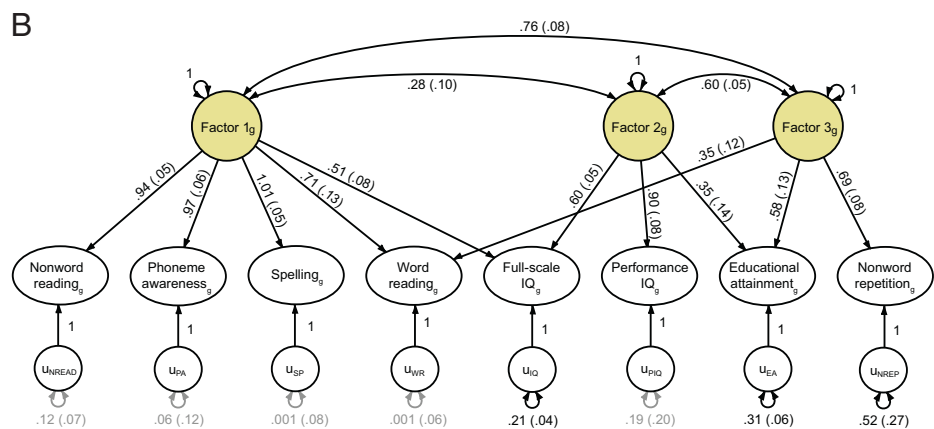 B
.76 (.08)
1
.28 (.10)
1
.60 (.05)
1
Factor 1g
Factor 2g
Factor 3g
.94 (.05)
.97 (.06)
1.01 (.05)
.71 (.13)
.51 (.08)
.60 (.05)
.90 (.08)
.35 (.14)
.35 (.12)
.58 (.13)
.69 (.08)
Nonword
readingg
Phoneme
awarenessg
Spellingg
Word
readingg
Full-scale
IQg
Performance
IQg
Educational
attainmentg
Nonword
repetitiong
1
1
1
1
1
1
1
1
uNREAD
uPA
uSP
uWR
uIQ
uPIQ
uEA
uNREP
.12 (.07)
.06 (.12)
.001 (.08)
.001 (.06)
.21 (.04)
.19 (.20)
.31 (.06)
.52 (.27)